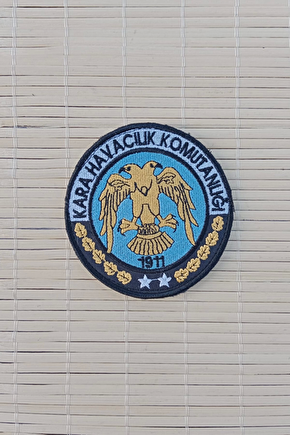 KARA HAVACILIK KOMUTANLIĞI
1911